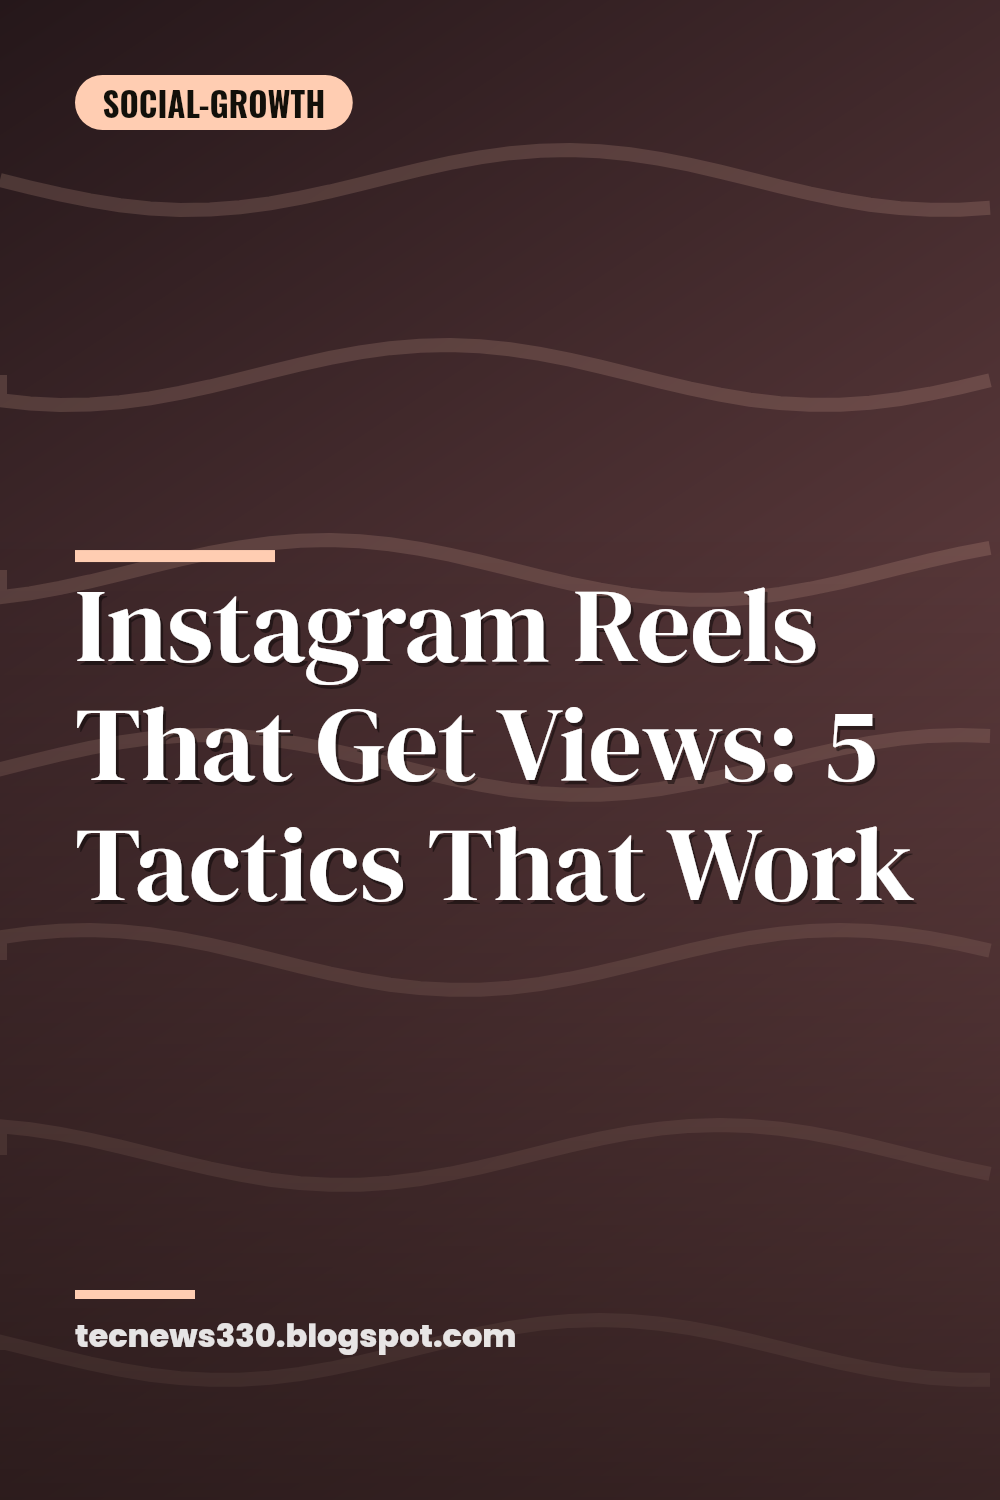 SOCIAL-GROWTH
Instagram Reels
That Get Views: 5
Tactics That Work
tecnews330.blogspot.com